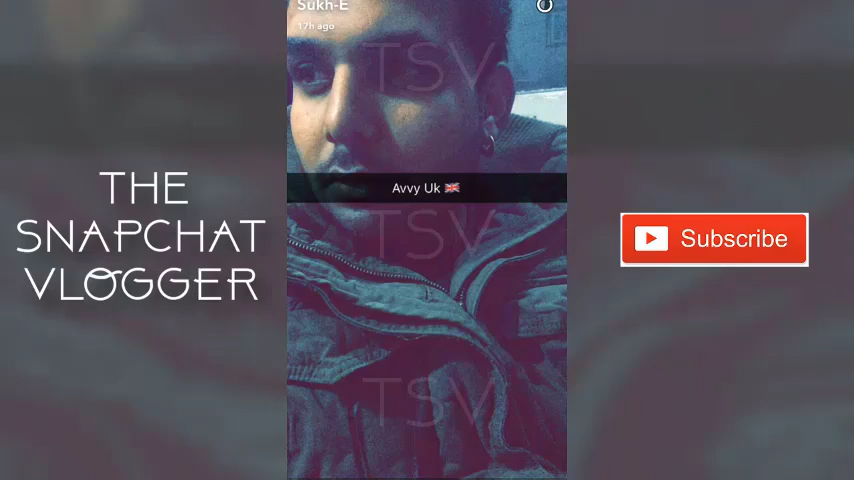 Sukh-E
17h ago
TSV
Avvy Uk 🇬🇧
TSV
TSV
THE
SNAPCHAT
VLOGGER
Subscribe